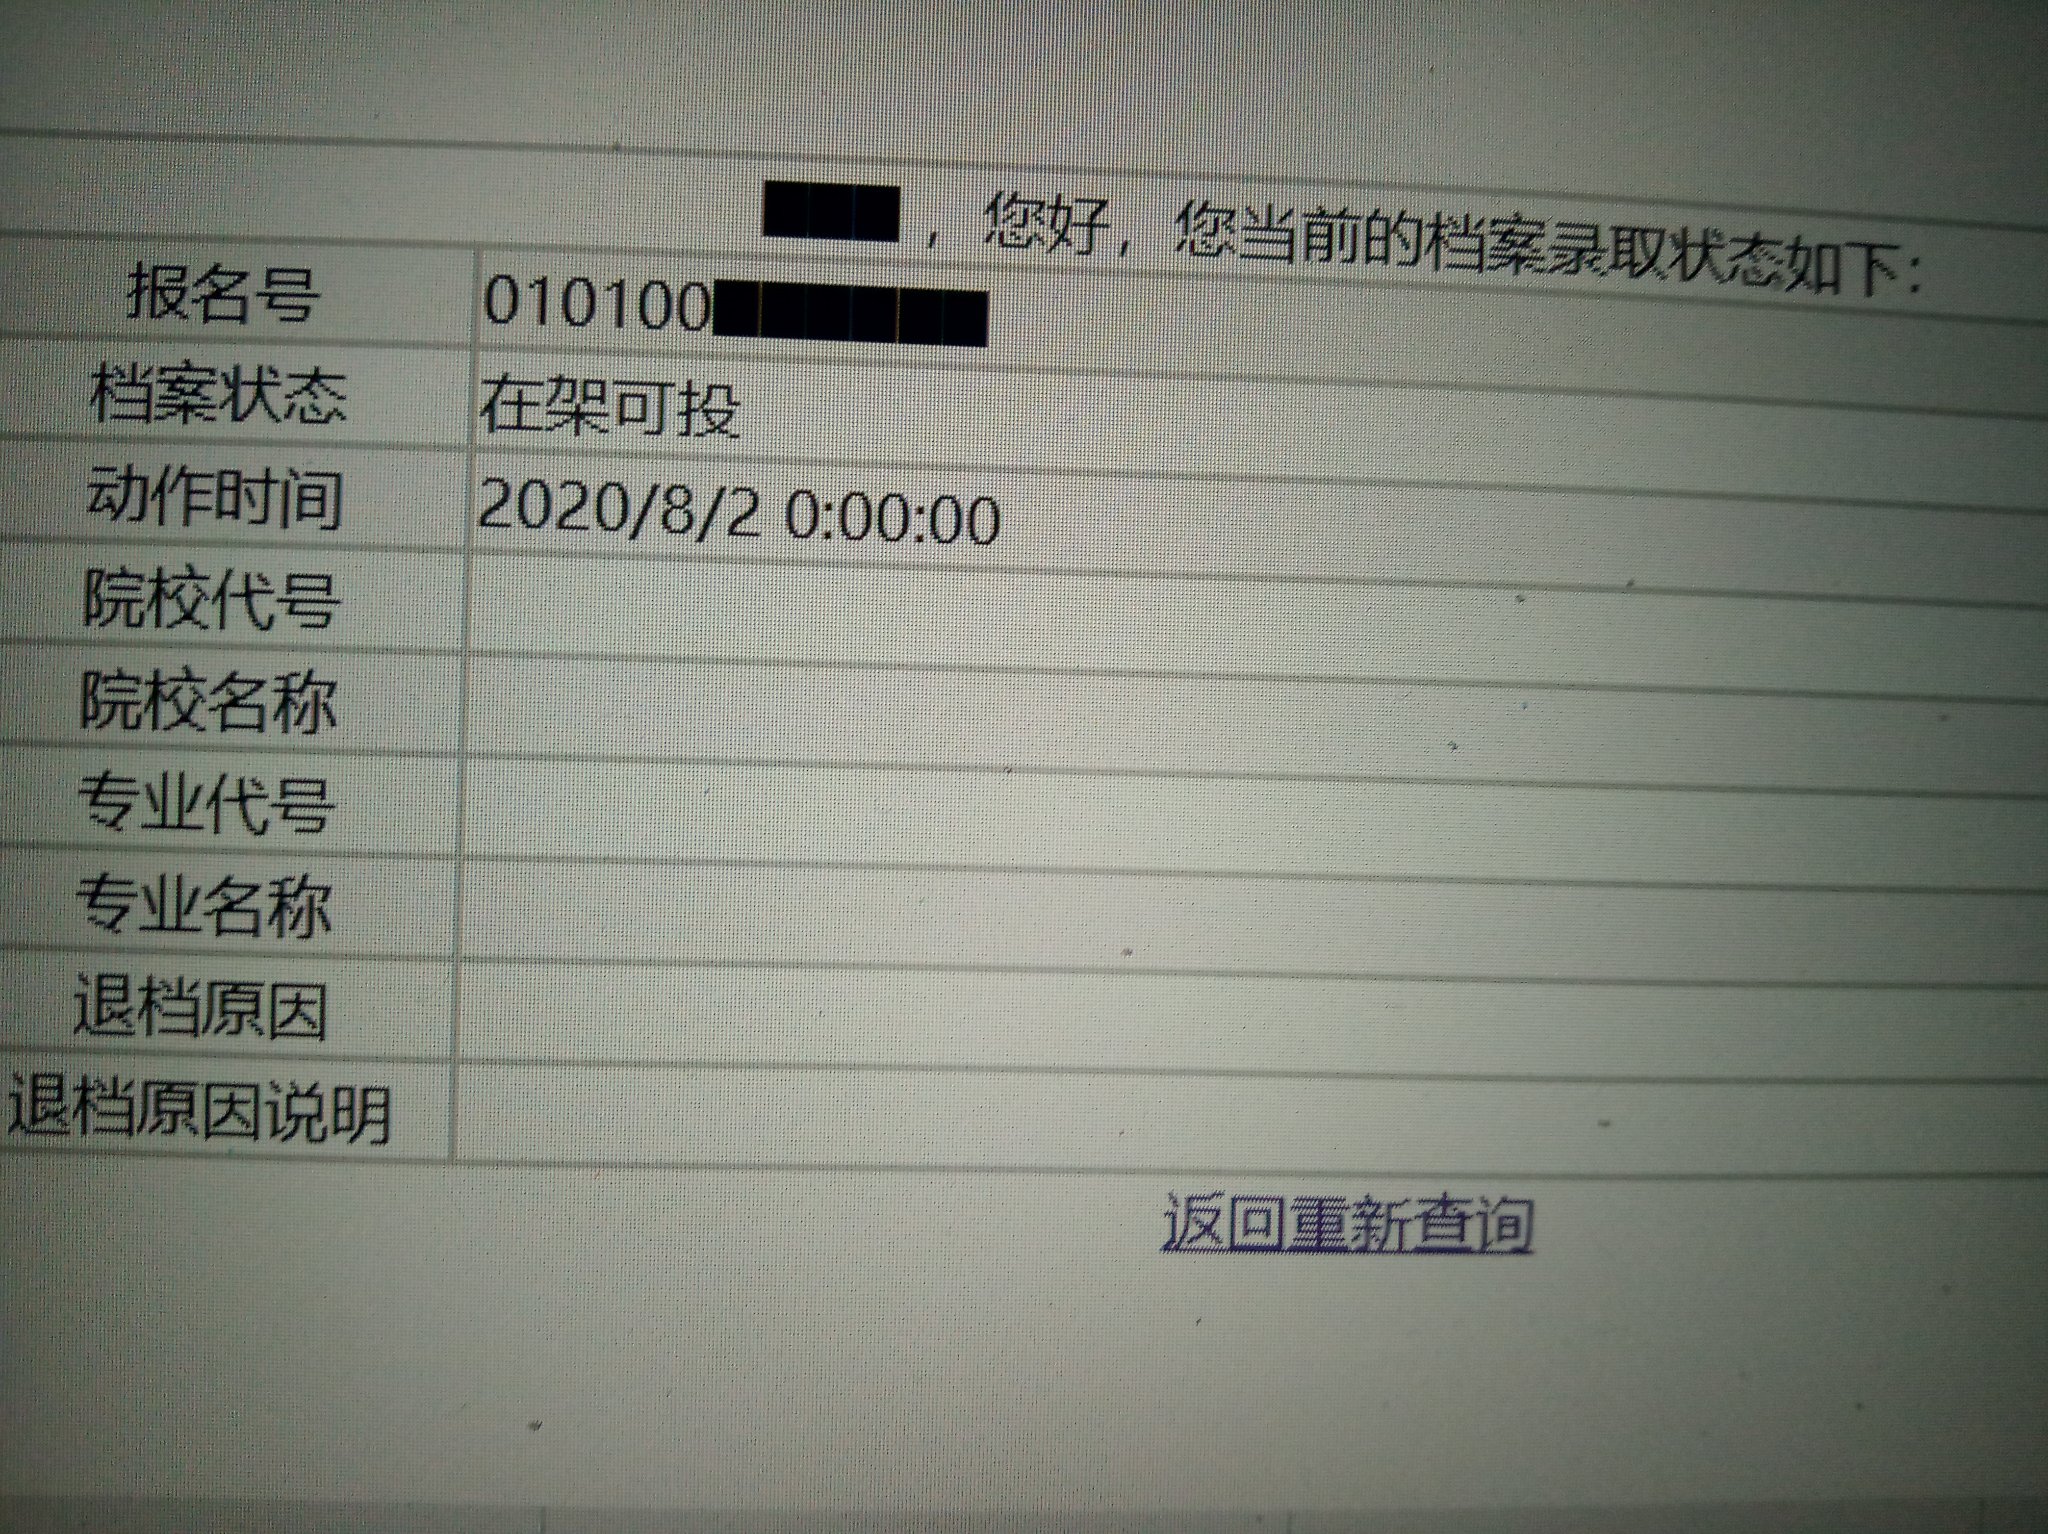 ，您好，您当前的档案录取状态如下：
报名号 010100
档案状态 在架可投
动作时间 2020/8/2 0:00:00
院校代号
院校名称
专业代号
专业名称
退档原因
退档原因说明
返回重新查询